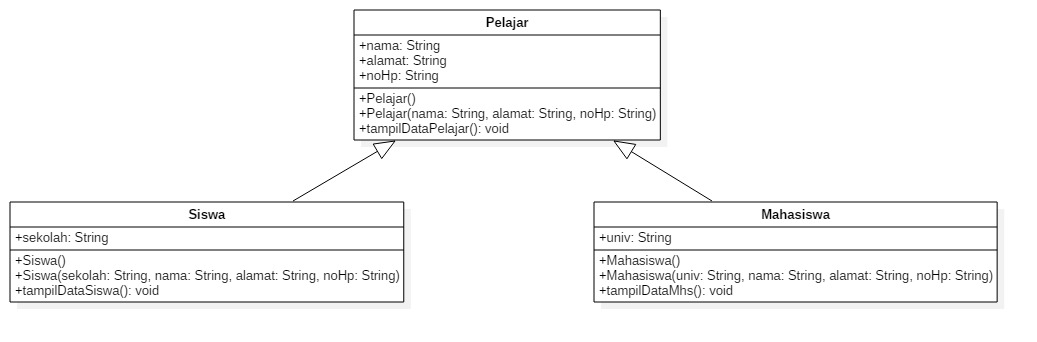 Pelajar
+nama: String
+alamat: String
+noHp: String
+Pelajar()
+Pelajar(nama: String, alamat: String, noHp: String)
+tampilDataPelajar(): void
Siswa
+sekolah: String
+Siswa()
+Siswa(sekolah: String, nama: String, alamat: String, noHp: String)
+tampilDataSiswa(): void
Mahasiswa
+univ: String
+Mahasiswa()
+Mahasiswa(univ: String, nama: String, alamat: String, noHp: String)
+tampilDataMhs(): void